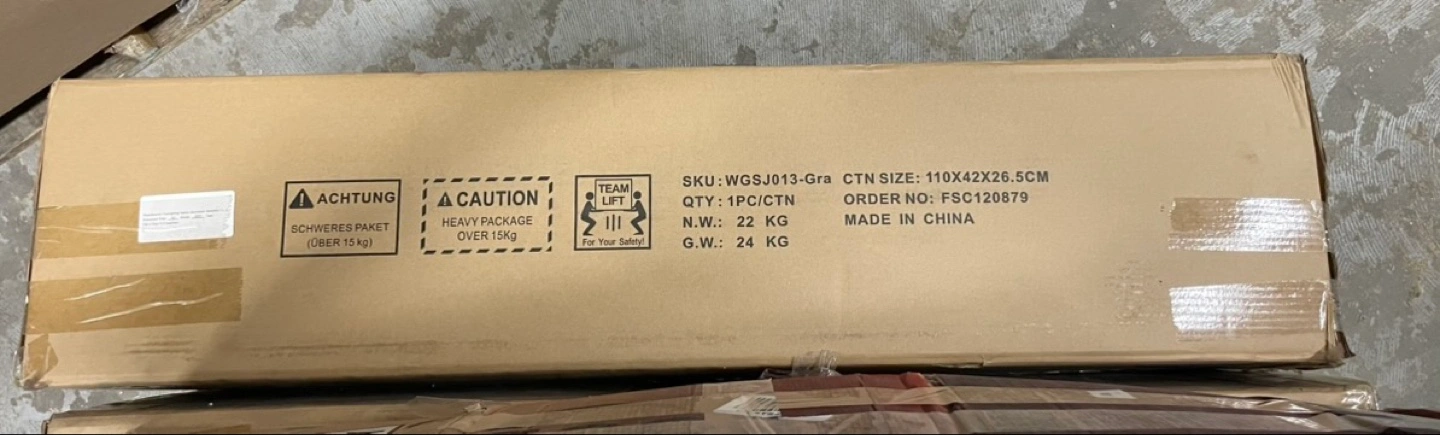 ACHTUNG
SCHWERES PAKET
(ÜBER 15 kg)
CAUTION
HEAVY PACKAGE
OVER 15Kg
TEAM
LIFT
For Your Safety!
SKU: WGSJ013-Gra
QTY: 1PC/CTN
N.W.: 22 KG
G.W.: 24 KG
CTN SIZE: 110X42X26.5CM
ORDER NO: FSC120879
MADE IN CHINA